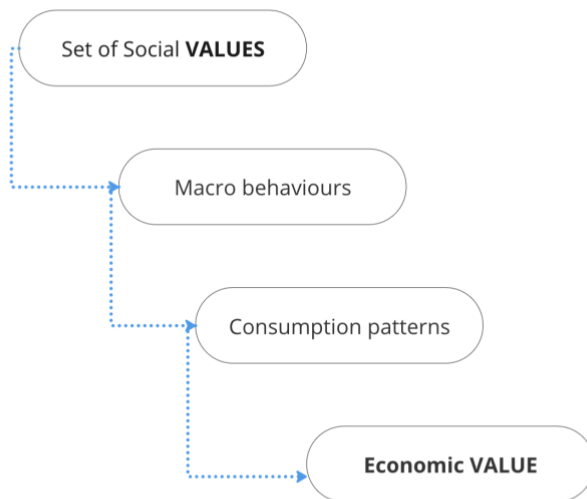 Set of Social VALUES
Macro behaviours
Consumption patterns
Economic VALUE